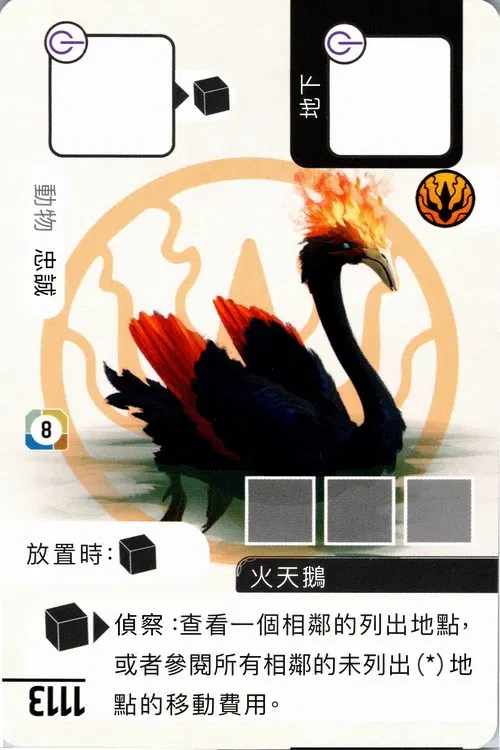 地下
動物 忠誠
8
放置時：
火天鵝
偵察：查看一個相鄰的列出地點，
或者參閱所有相鄰的未列出(*)地
點的移動費用。
1113